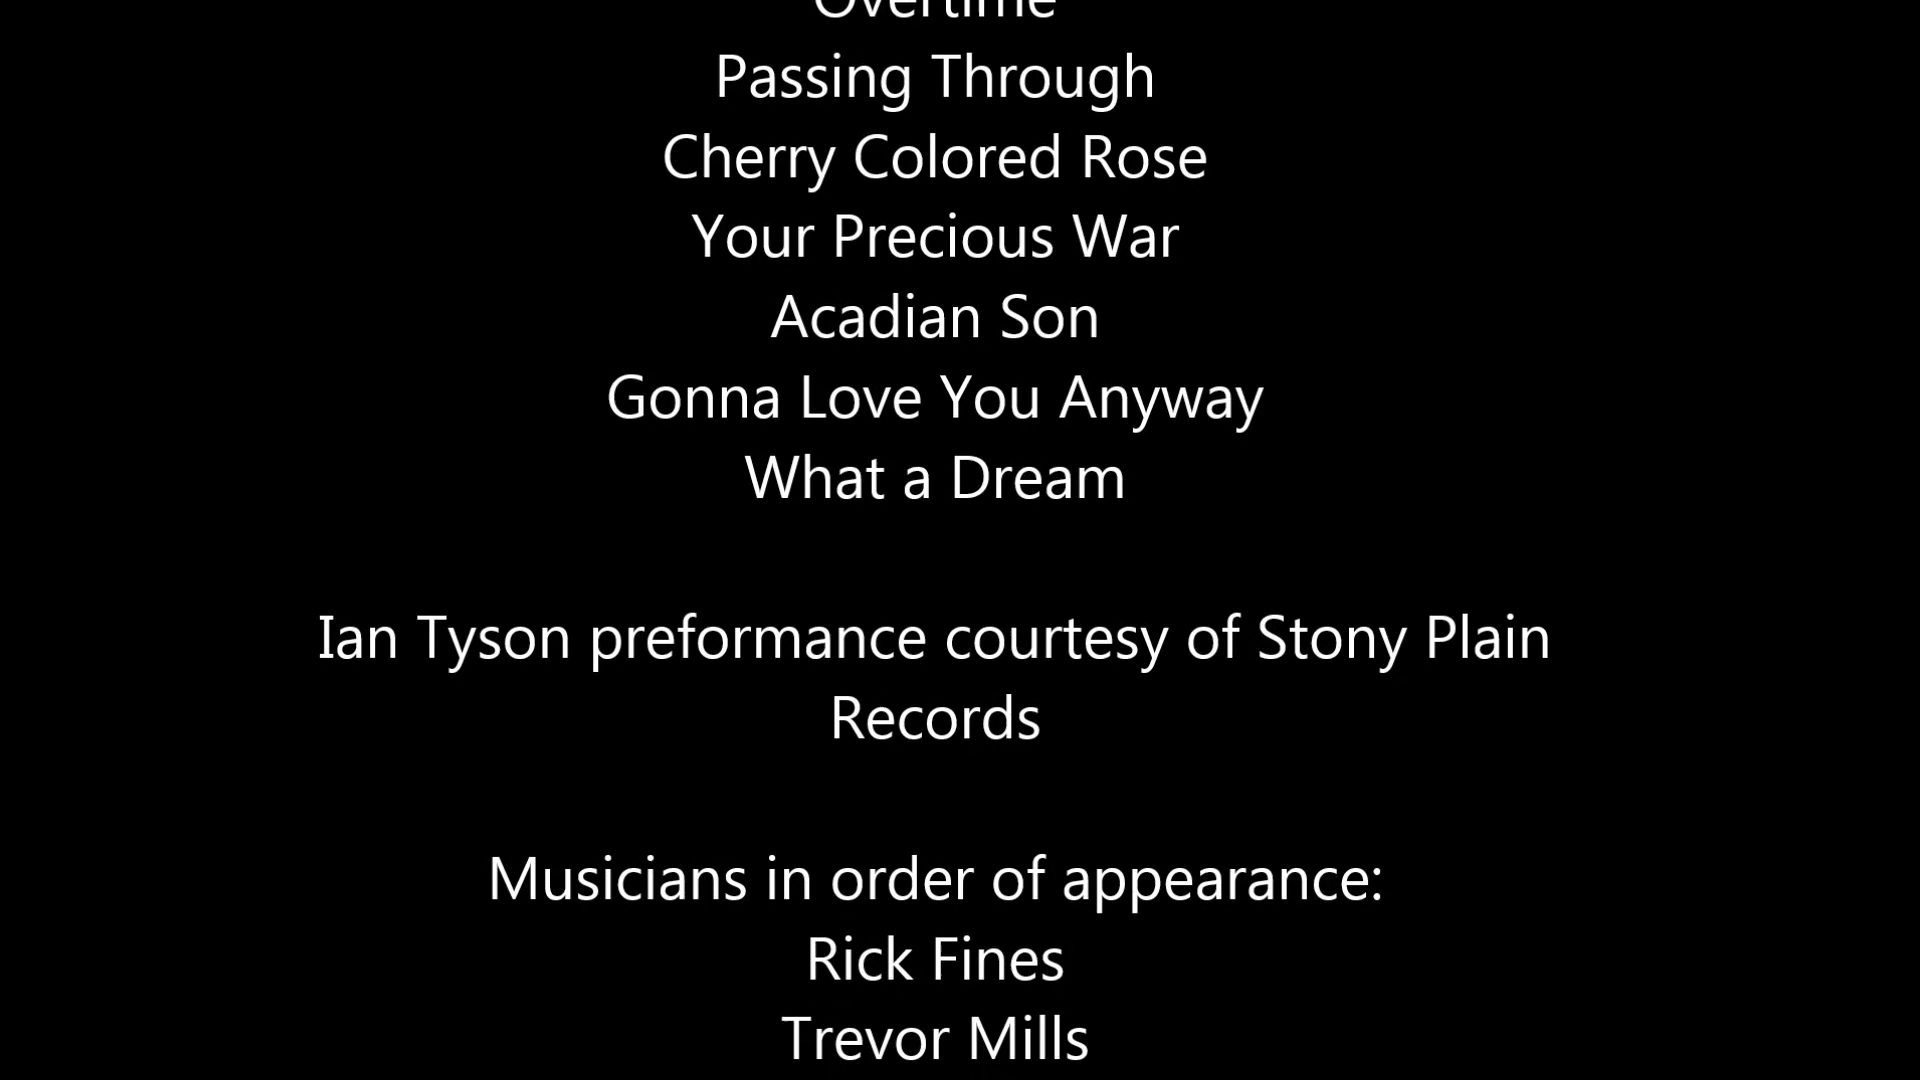 Overtime
Passing Through
Cherry Colored Rose
Your Precious War
Acadian Son
Gonna Love You Anyway
What a Dream
Ian Tyson preformance courtesy of Stony Plain
Records
Musicians in order of appearance:
Rick Fines
Trevor Mills